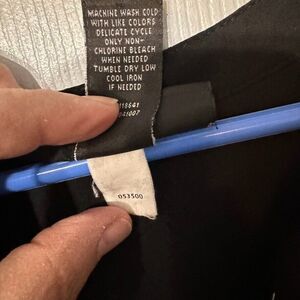 MACHINE WASH COLD
WITH LIKE COLORS
DELICATE CYCLE
ONLY NON-
CHLORINE BLEACH
WHEN NEEDED
TUMBLE DRY LOW
COOL IRON
IF NEEDED
053500